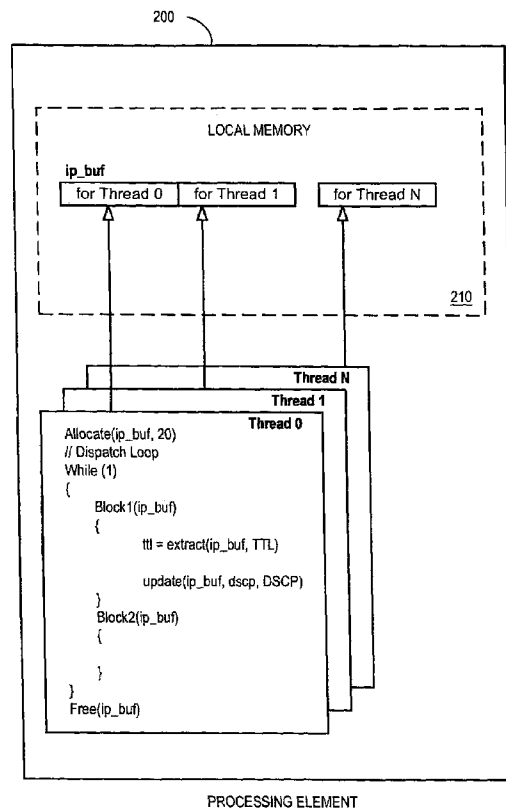 200
LOCAL MEMORY
ip_buf
for Thread 0 for Thread 1 for Thread N
210
Thread N
Thread 1
Thread 0
Allocate(ip_buf, 20)
// Dispatch Loop
While (1)
{
Block1(ip_buf)
{
ttl = extract(ip_buf, TTL)
update(ip_buf, dscp, DSCP)
}
Block2(ip_buf)
{
}
}
Free(ip_buf)
PROCESSING ELEMENT